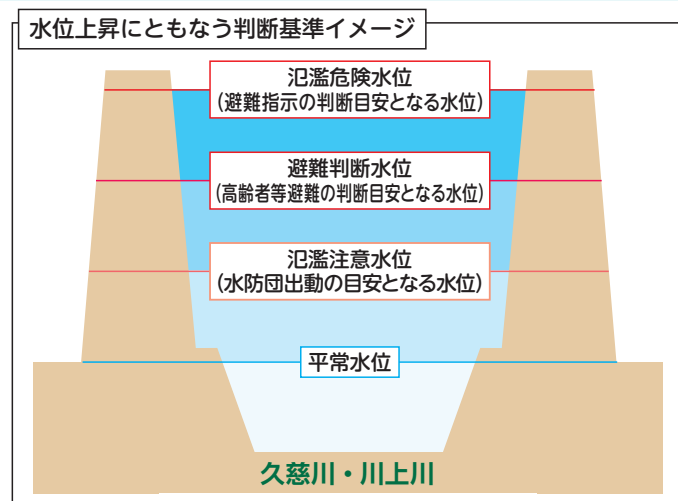 水位上昇にともなう判断基準イメージ
氾濫危険水位
(避難指示の判断目安となる水位)
避難判断水位
(高齢者等避難の判断目安となる水位)
氾濫注意水位
(水防団出動の目安となる水位)
平常水位
久慈川・川上川